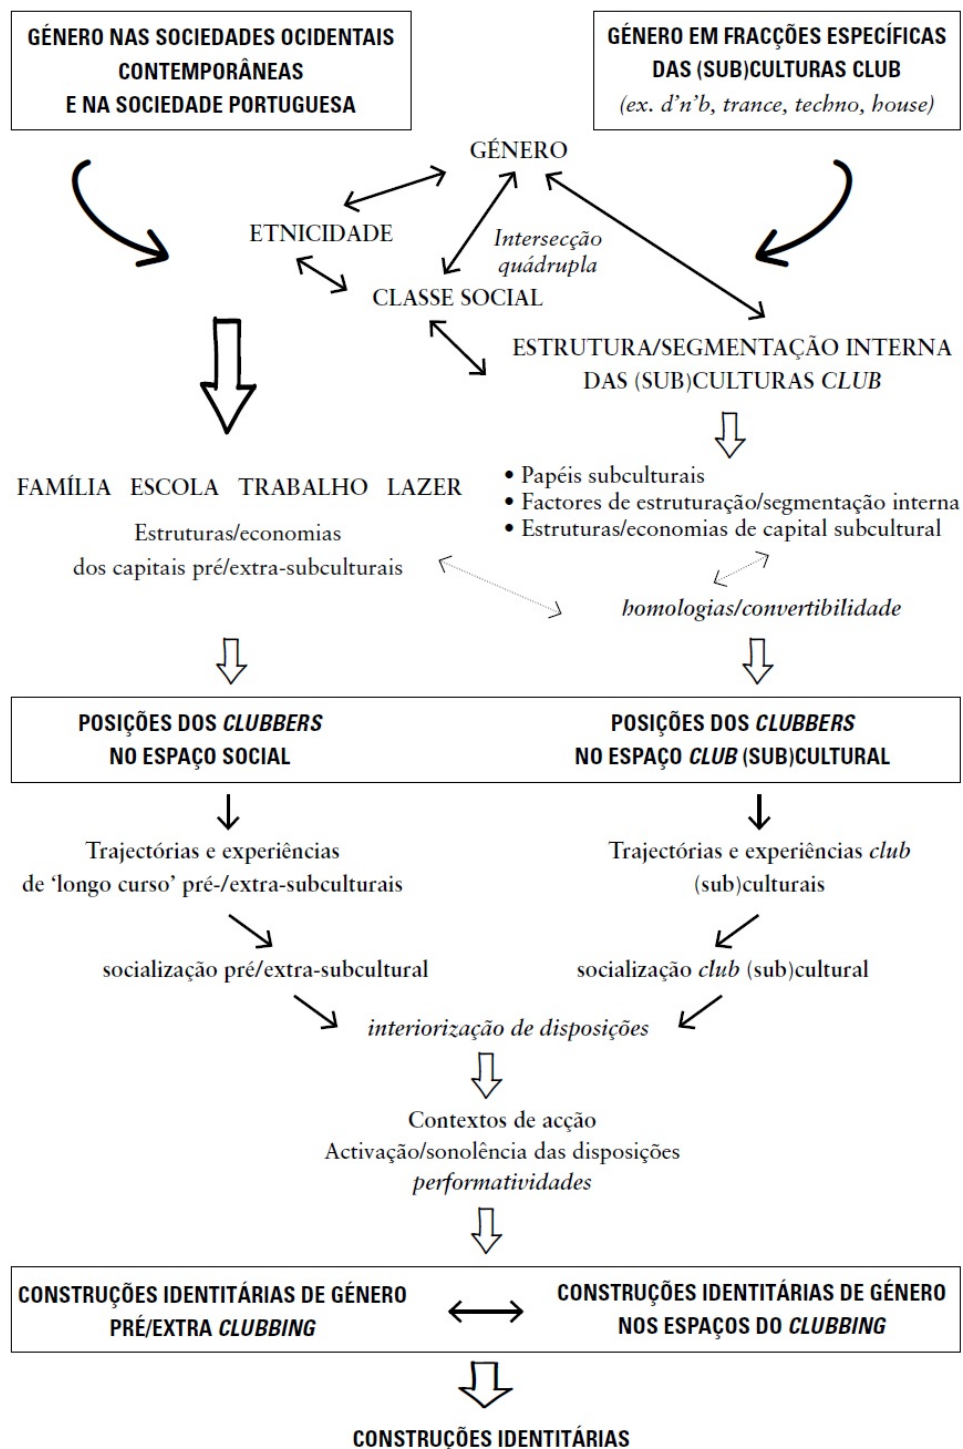 GÉNERO NAS SOCIEDADES OCIDENTAIS
CONTEMPORÂNEAS
E NA SOCIEDADE PORTUGUESA
GÉNERO EM FRACÇÕES ESPECÍFICAS
DAS (SUB)CULTURAS CLUB
(ex. d’n’b, trance, techno, house)
GÉNERO
ETNICIDADE
Intersecção
quádrupla
CLASSE SOCIAL
ESTRUTURA/SEGMENTAÇÃO INTERNA
DAS (SUB)CULTURAS CLUB
FAMÍLIA ESCOLA TRABALHO LAZER
Estruturas/economias
dos capitais pré/extra-subculturais
• Papéis subculturais
• Factores de estruturação/segmentação interna
• Estruturas/economias de capital subcultural
homologias/convertibilidade
POSIÇÕES DOS CLUBBERS
NO ESPAÇO SOCIAL
POSIÇÕES DOS CLUBBERS
NO ESPAÇO CLUB (SUB)CULTURAL
Trajectórias e experiências
de ‘longo curso’ pré-/extra-subculturais
Trajectórias e experiências club
(sub)culturais
socialização pré/extra-subcultural
socialização club (sub)cultural
interiorização de disposições
Contextos de acção
Activação/sonolência das disposições
performatividades
CONSTRUÇÕES IDENTITÁRIAS DE GÉNERO
PRÉ/EXTRA CLUBBING
CONSTRUÇÕES IDENTITÁRIAS DE GÉNERO
NOS ESPAÇOS DO CLUBBING
CONSTRUÇÕES IDENTITÁRIAS